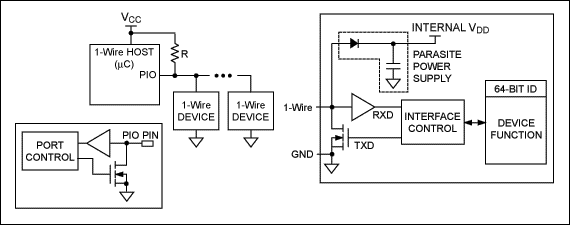 VCC
1-Wire HOST
(µC)
PIO
R
1-Wire
DEVICE
1-Wire
DEVICE
PORT
CONTROL
PIO PIN
INTERNAL VDD
PARASITE
POWER
SUPPLY
1-Wire
RXD
TXD
GND
INTERFACE
CONTROL
64-BIT ID
DEVICE
FUNCTION